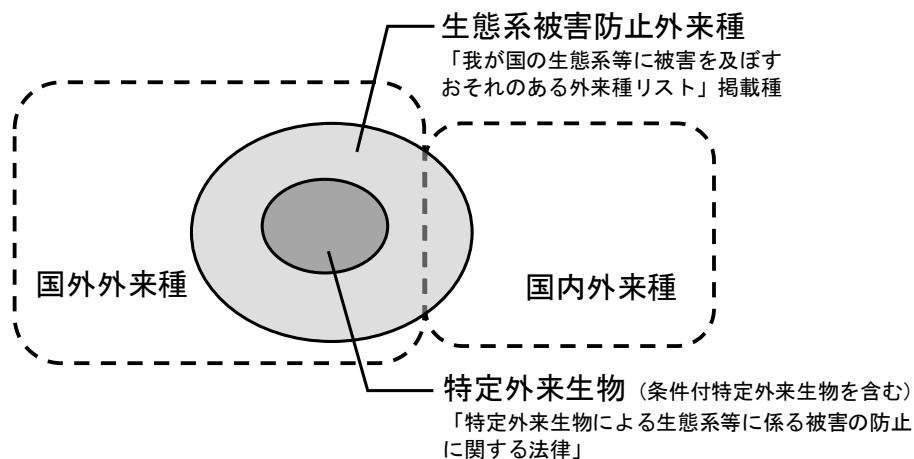 生態系被害防止外来種
「我が国の生態系等に被害を及ぼす
おそれのある外来種リスト」掲載種
国外外来種
国内外来種
特定外来生物（条件付特定外来生物を含む）
「特定外来生物による生態系等に係る被害の防止
に関する法律」